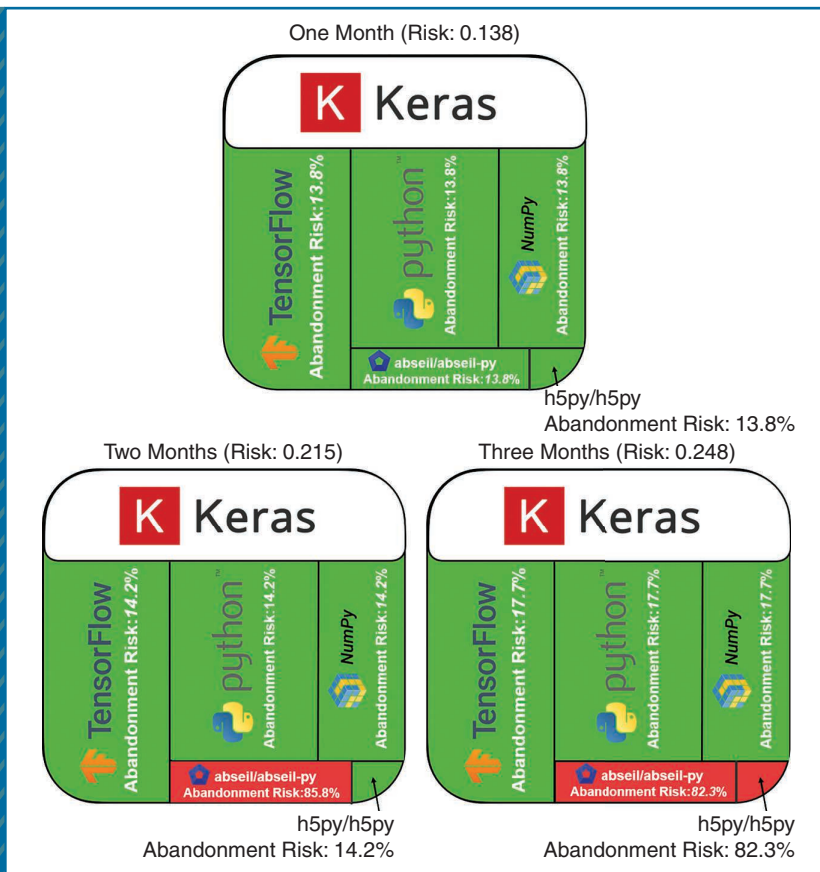 One Month (Risk: 0.138)
K Keras
TensorFlow
Abandonment Risk:13.8%
python™
Abandonment Risk:13.8%
NumPy
Abandonment Risk:13.8%
abseil/abseil-py
Abandonment Risk:13.8%
h5py/h5py
Abandonment Risk: 13.8%
Two Months (Risk: 0.215)
K Keras
TensorFlow
Abandonment Risk:14.2%
python™
Abandonment Risk:14.2%
NumPy
Abandonment Risk:14.2%
abseil/abseil-py
Abandonment Risk:85.8%
h5py/h5py
Abandonment Risk: 14.2%
Three Months (Risk: 0.248)
K Keras
TensorFlow
Abandonment Risk:17.7%
python™
Abandonment Risk:17.7%
NumPy
Abandonment Risk:17.7%
abseil/abseil-py
Abandonment Risk:82.3%
h5py/h5py
Abandonment Risk: 82.3%